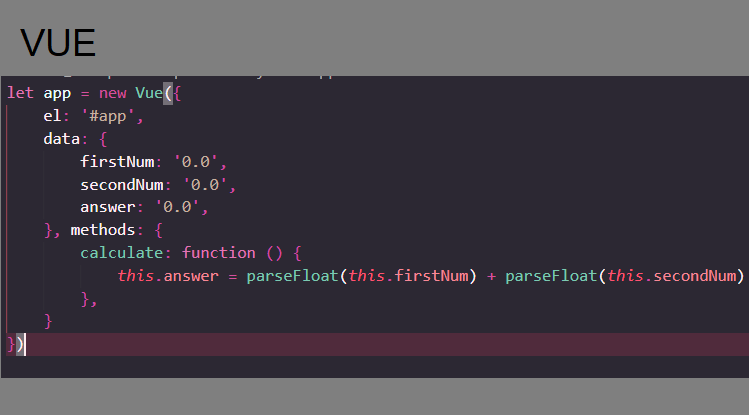 VUE
let app = new Vue({
    el: '#app',
    data: {
        firstNum: '0.0',
        secondNum: '0.0',
        answer: '0.0',
    }, methods: {
        calculate: function () {
            this.answer = parseFloat(this.firstNum) + parseFloat(this.secondNum)
        },
    }
})